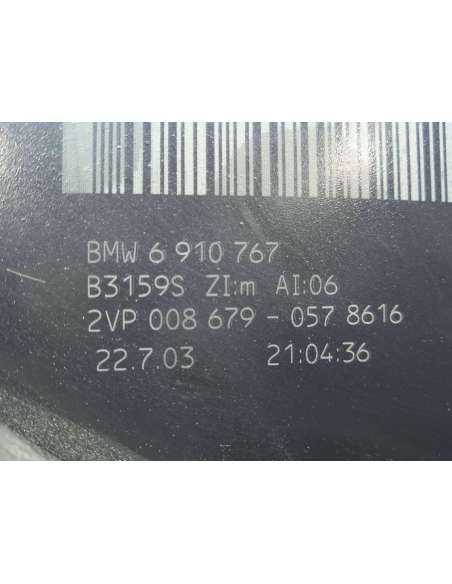 BMW 6 910 767
B3159S ZI:m AI:06
2VP 008 679 - 057 8616
22.7.03 21:04:36